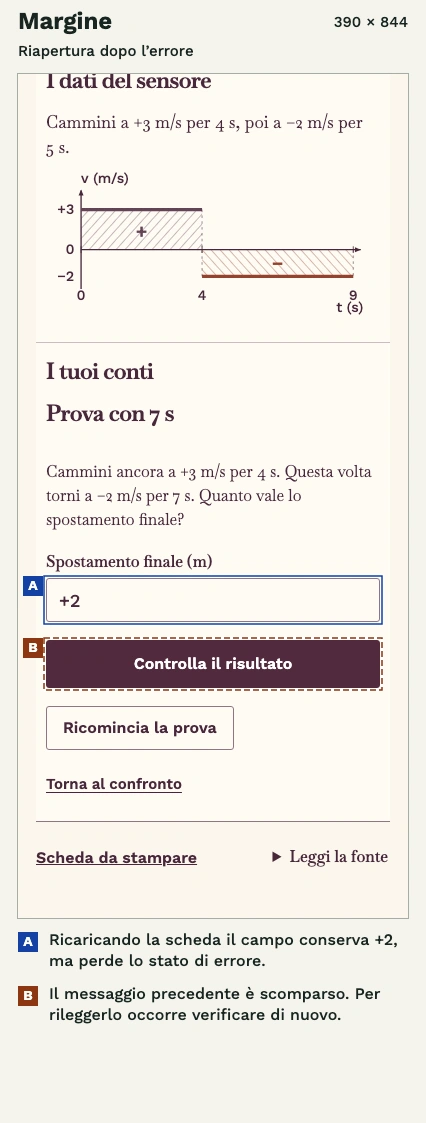 Margine
390 × 844
Riapertura dopo l'errore
I dati del sensore
Cammini a +3 m/s per 4 s, poi a −2 m/s per
5 s.
v (m/s)
+3
+
0
−
−2
0
4
9
t (s)
I tuoi conti
Prova con 7 s
Cammini ancora a +3 m/s per 4 s. Questa volta
torni a −2 m/s per 7 s. Quanto vale lo
spostamento finale?
Spostamento finale (m)
A
+2
B
Controlla il risultato
Ricomincia la prova
Torna al confronto
Scheda da stampare
▶ Leggi la fonte
A Ricaricando la scheda il campo conserva +2,
ma perde lo stato di errore.
B Il messaggio precedente è scomparso. Per
rileggerlo occorre verificare di nuovo.